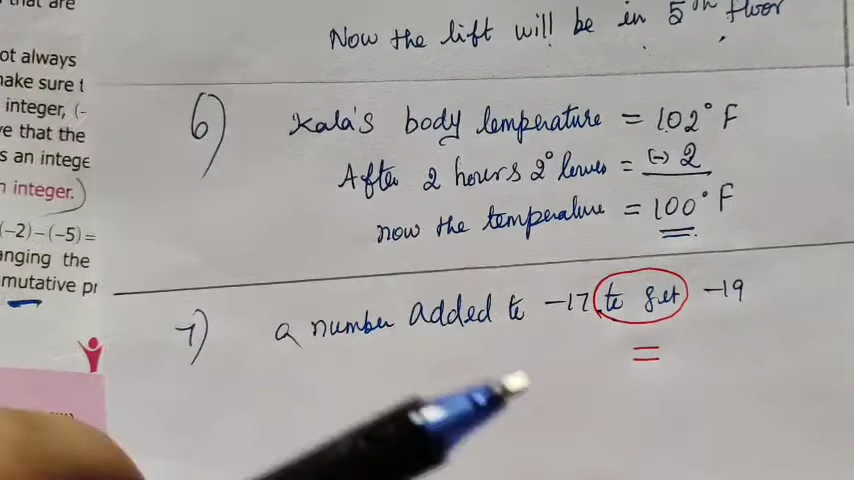 that are
ot always
nake sure t
integer, (-
ve that the
s an intege
n integer.)
(-2)-(-5)=
anging the
mutative pr
Now the lift will be in 5th floor
6) Kala's body temperature = 102° F
After 2 hours 2° lowers = (-) 2
now the temperature = 100° F
7) a number added to -17 to get -19
=